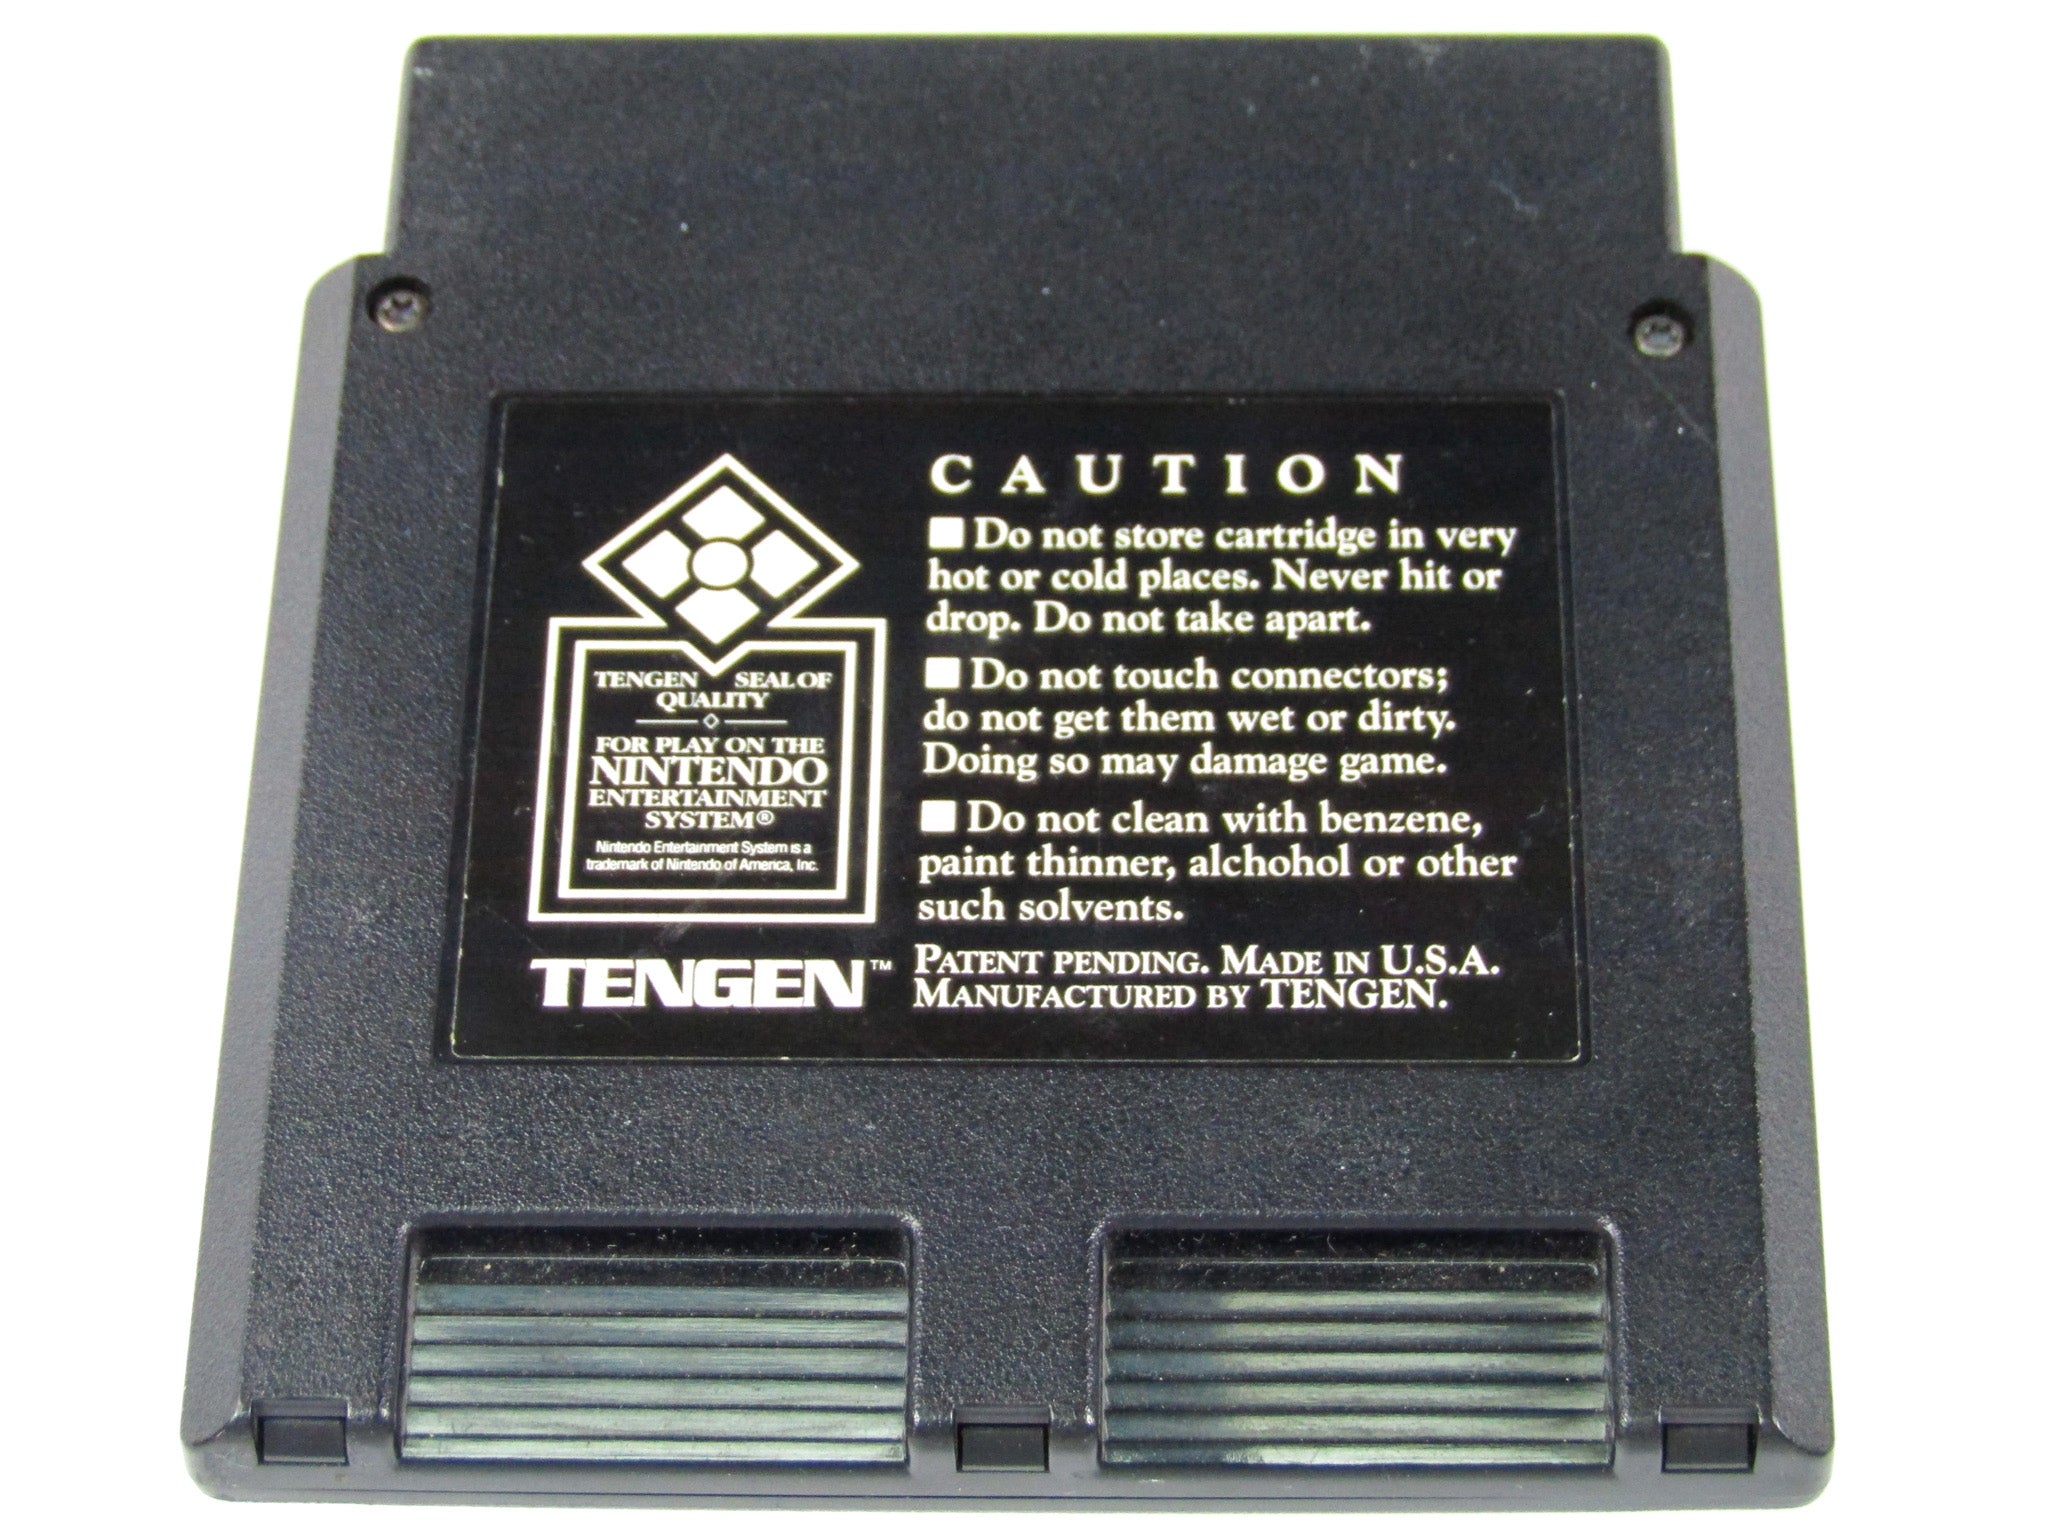 TENGEN SEAL OF
QUALITY
FOR PLAY ON THE
NINTENDO
ENTERTAINMENT
SYSTEM®
Nintendo Entertainment System is a
trademark of Nintendo of America, Inc.
TENGEN™
CAUTION
■ Do not store cartridge in very
hot or cold places. Never hit or
drop. Do not take apart.
■ Do not touch connectors;
do not get them wet or dirty.
Doing so may damage game.
■ Do not clean with benzene,
paint thinner, alchohol or other
such solvents.
PATENT PENDING. MADE IN U.S.A.
MANUFACTURED BY TENGEN.